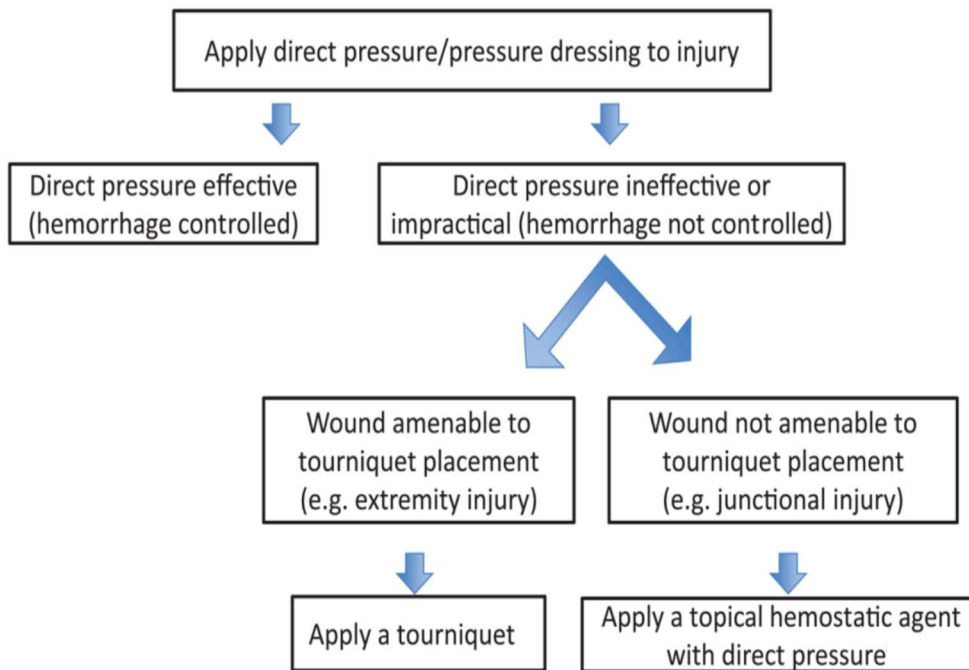 Apply direct pressure/pressure dressing to injury
Direct pressure effective
(hemorrhage controlled)
Direct pressure ineffective or
impractical (hemorrhage not controlled)
Wound amenable to
tourniquet placement
(e.g. extremity injury)
Wound not amenable to
tourniquet placement
(e.g. junctional injury)
Apply a tourniquet
Apply a topical hemostatic agent
with direct pressure